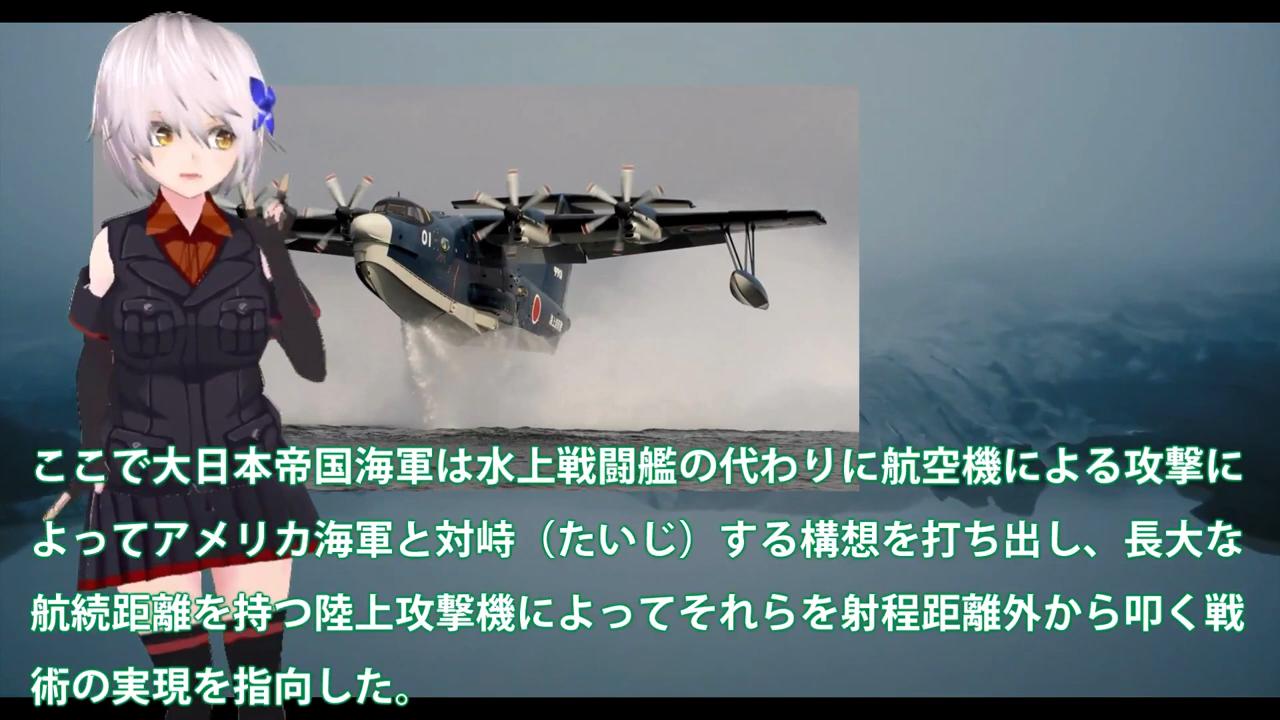 01
ここで大日本帝国海軍は水上戦闘艦の代わりに航空機による攻撃に
よってアメリカ海軍と対峙（たいじ）する構想を打ち出し、長大な
航続距離を持つ陸上攻撃機によってそれらを射程距離外から叩く戦
術の実現を指向した。